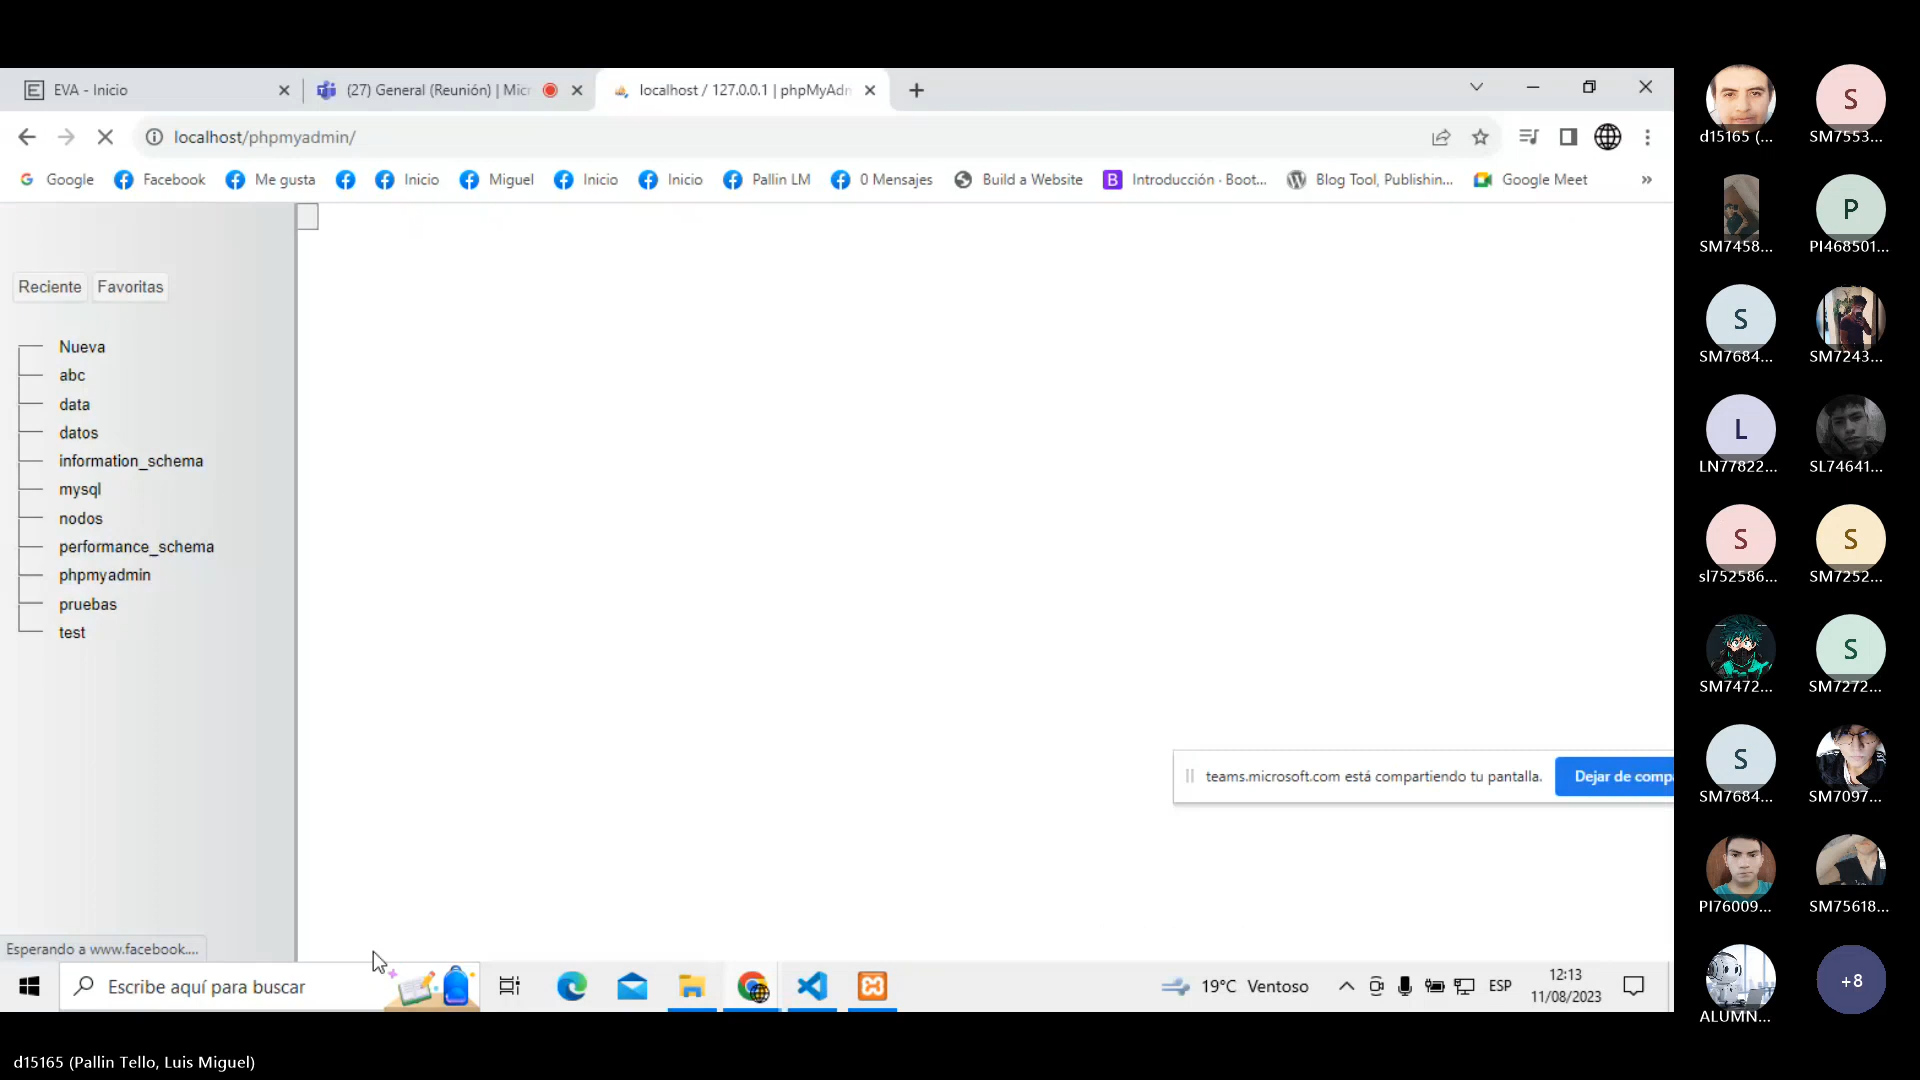 EVA - Inicio
(27) General (Reunión) | Micr
localhost / 127.0.0.1 | phpMyAdn
localhost/phpmyadmin/
Google
Facebook
Me gusta
Inicio
Miguel
Inicio
Inicio
Pallin LM
0 Mensajes
Build a Website
B
Introducción · Boot...
Blog Tool, Publishin...
Google Meet
»
Reciente
Favoritas
Nueva
abc
data
datos
information_schema
mysql
nodos
performance_schema
phpmyadmin
pruebas
test
teams.microsoft.com está compartiendo tu pantalla.
Dejar de compa
Esperando a www.facebook....
Escribe aquí para buscar
19°C Ventoso
ESP
12:13
11/08/2023
d15165 (...
S
SM7553...
SM7458...
P
PI468501...
S
SM7684...
SM7243...
L
LN77822...
SL74641...
S
sl752586...
S
SM7252...
SM7472...
S
SM7272...
S
SM7684...
SM7097...
PI76009...
SM75618...
ALUMN...
+8
d15165 (Pallin Tello, Luis Miguel)